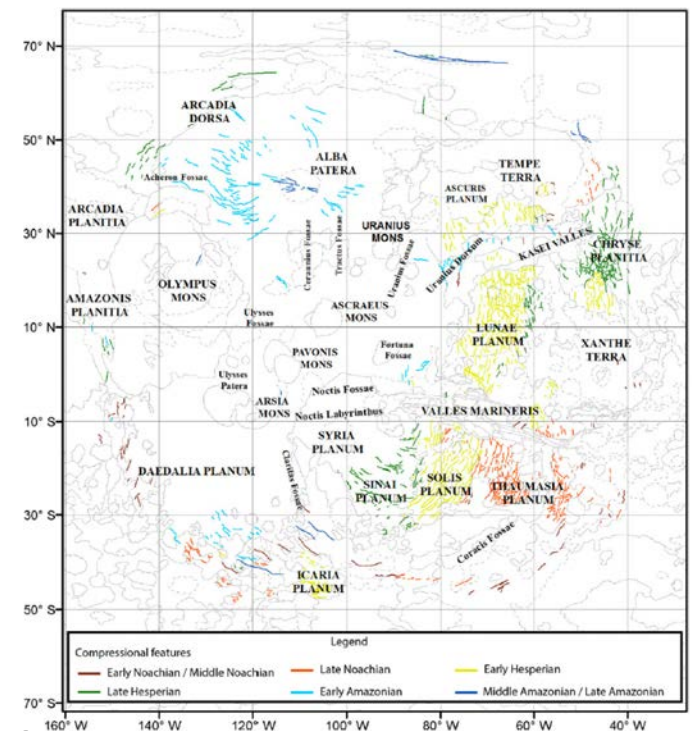 70° N
ARCADIA
DORSA
50° N
ALBA
PATERA
TEMPE
TERRA
Acheron Fossae
ASCURIS
PLANUM
ARCADIA
PLANITIA
30° N
URANIUS
MONS
Ceraunius Fossae
Tractus Fossae
Uranius Fossae
Uranius Dorsum
KASEI VALLES
CHRYSE
PLANITIA
OLYMPUS
MONS
AMAZONIS
PLANITIA
ASCRAEUS
MONS
Ulysses
Fossae
10° N
LUNAE
PLANUM
XANTHE
TERRA
PAVONIS
MONS
Fortuna
Fossae
Ulysses
Patera
ARSIA
MONS
Noctis Fossae
Noctis Labyrinthus
VALLES MARINERIS
10° S
SYRIA
PLANUM
DAEDALIA PLANUM
Claritas Fossae
SINAI
PLANUM
SOLIS
PLANUM
THAUMASIA
PLANUM
30° S
Coracis Fossae
ICARIA
PLANUM
50° S
Legend
Compressional features
Early Noachian / Middle Noachian
Late Noachian
Early Hesperian
Late Hesperian
Early Amazonian
Middle Amazonian / Late Amazonian
70° S
160° W 140° W 120° W 100° W 80° W 60° W 40° W